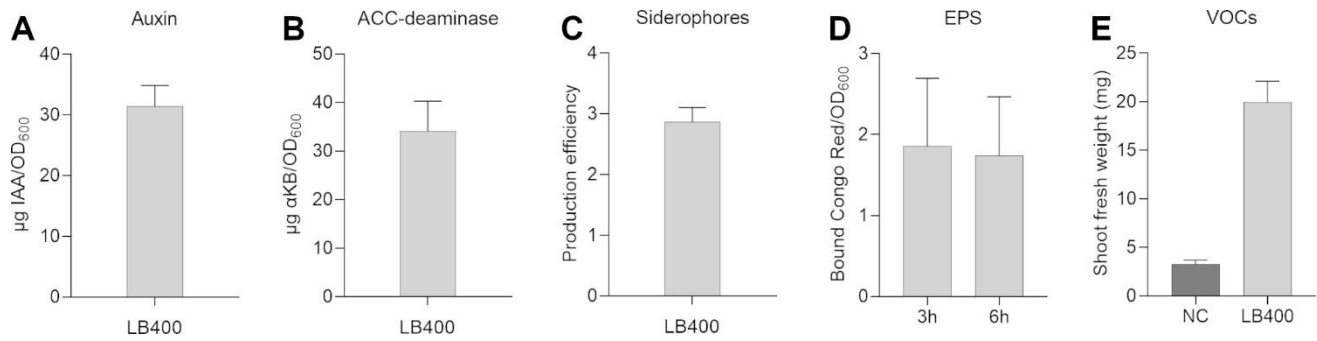 A
Auxin
µg IAA/OD600
40
30
20
10
0
LB400
B
ACC-deaminase
µg αKB/OD600
50
40
30
20
10
0
LB400
C
Siderophores
Production efficiency
4
3
2
1
0
LB400
D
EPS
Bound Congo Red/OD600
3
2
1
0
3h 6h
E
VOCs
Shoot fresh weight (mg)
25
20
15
10
5
0
NC LB400